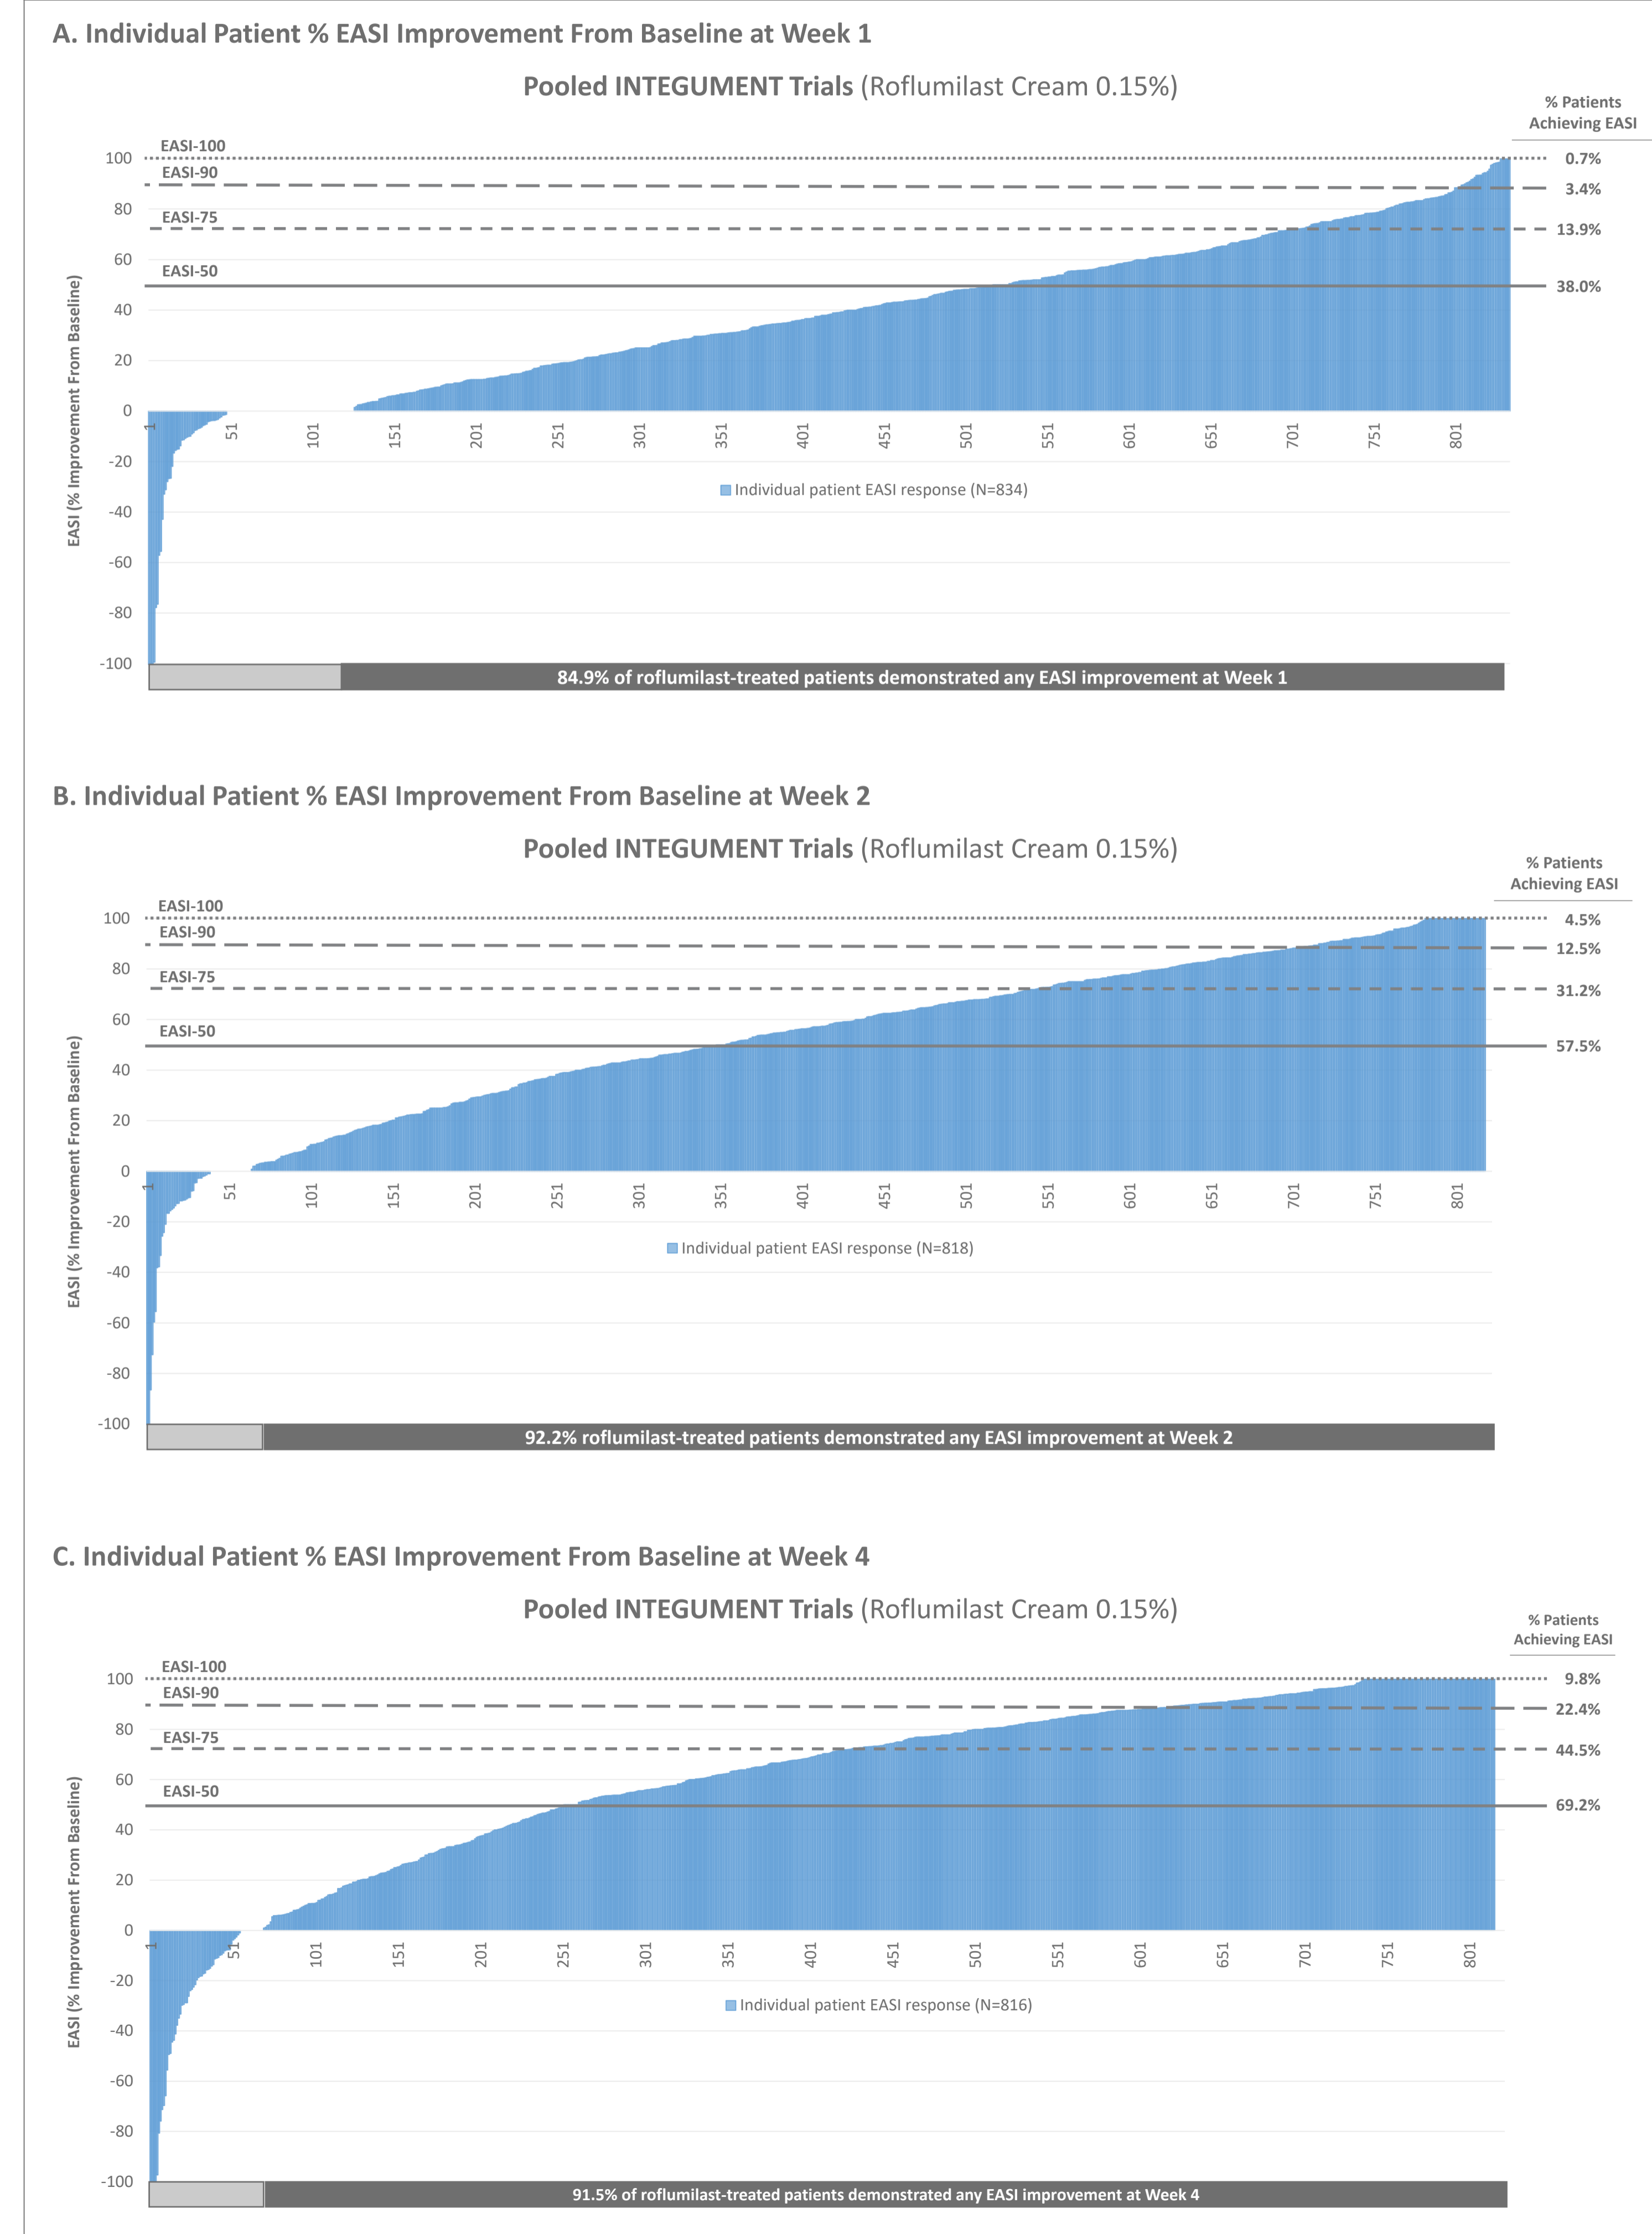 A. Individual Patient % EASI Improvement From Baseline at Week 1
Pooled INTEGUMENT Trials (Roflumilast Cream 0.15%)
% Patients
Achieving EASI
EASI-100
100
0.7%
EASI-90
3.4%
80
EASI-75
13.9%
60
EASI-50
38.0%
40
20
0
1 51 101 151 201 251 301 351 401 451 501 551 601 651 701 751 801
-20
Individual patient EASI response (N=834)
-40
-60
-80
-100
EASI (% Improvement From Baseline)
84.9% of roflumilast-treated patients demonstrated any EASI improvement at Week 1
B. Individual Patient % EASI Improvement From Baseline at Week 2
Pooled INTEGUMENT Trials (Roflumilast Cream 0.15%)
% Patients
Achieving EASI
EASI-100
100
4.5%
EASI-90
12.5%
80
EASI-75
31.2%
60
EASI-50
57.5%
40
20
0
1 51 101 151 201 251 301 351 401 451 501 551 601 651 701 751 801
-20
Individual patient EASI response (N=818)
-40
-60
-80
-100
EASI (% Improvement From Baseline)
92.2% roflumilast-treated patients demonstrated any EASI improvement at Week 2
C. Individual Patient % EASI Improvement From Baseline at Week 4
Pooled INTEGUMENT Trials (Roflumilast Cream 0.15%)
% Patients
Achieving EASI
EASI-100
100
9.8%
EASI-90
22.4%
80
EASI-75
44.5%
60
EASI-50
69.2%
40
20
0
1 51 101 151 201 251 301 351 401 451 501 551 601 651 701 751 801
-20
Individual patient EASI response (N=816)
-40
-60
-80
-100
EASI (% Improvement From Baseline)
91.5% of roflumilast-treated patients demonstrated any EASI improvement at Week 4